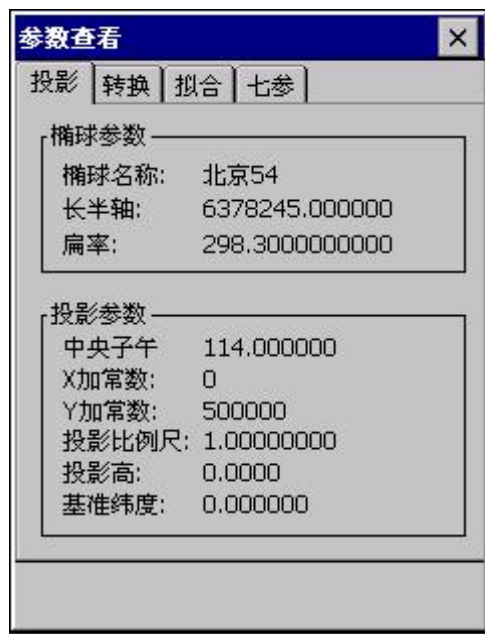 参数查看
投影 转换 拟合 七参
椭球参数
椭球名称: 北京54
长半轴: 6378245.000000
扁率: 298.3000000000
投影参数
中央子午 114.000000
X加常数: 0
Y加常数: 500000
投影比例尺: 1.00000000
投影高: 0.0000
基准纬度: 0.000000